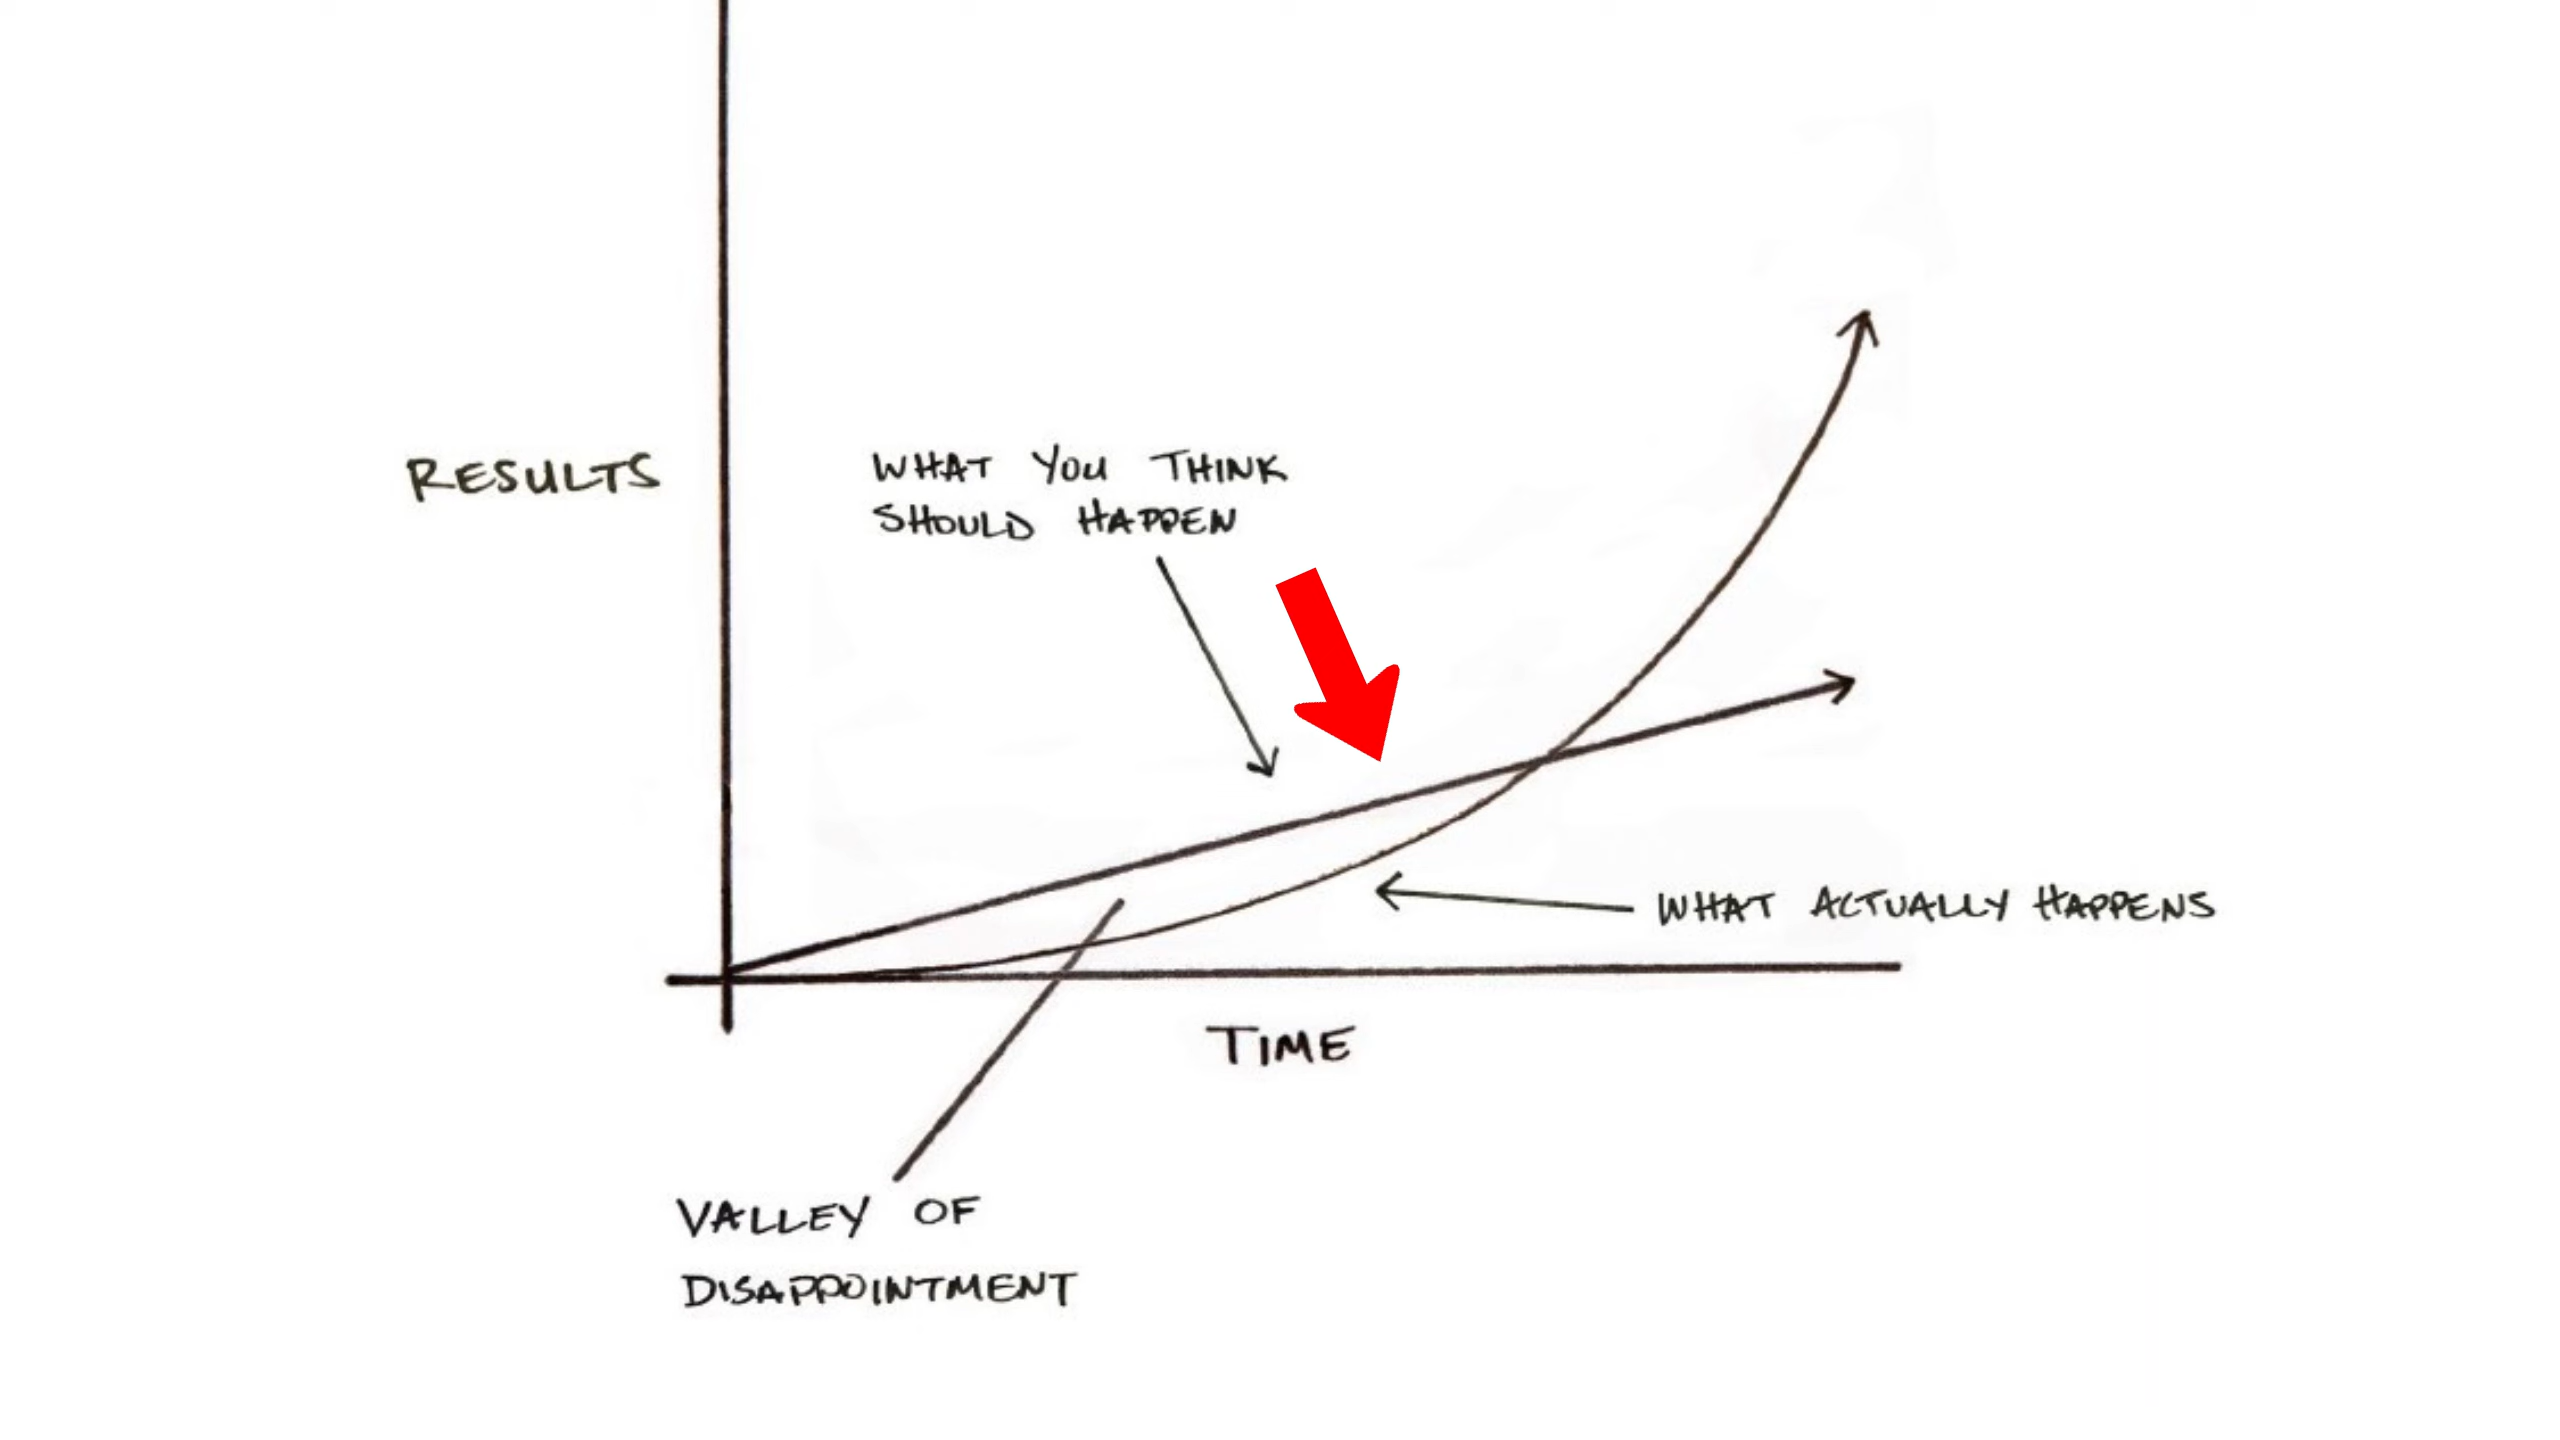 RESULTS
WHAT YOU THINK
SHOULD HAPPEN
WHAT ACTUALLY HAPPENS
TIME
VALLEY OF
DISAPPOINTMENT